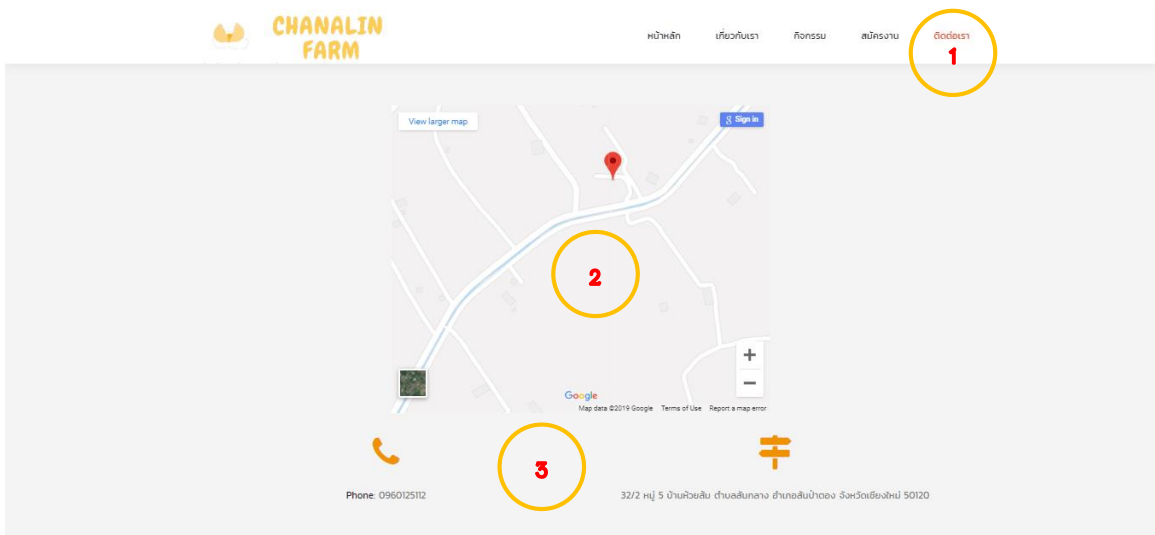 CHANALIN
FARM
หน้าหลัก เกี่ยวกับเรา กิจกรรม สมัครงาน ติดต่อเรา
1
View larger map
Sign in
2
Google
Map data ©2019 Google Terms of Use Report a map error
3
Phone: 0960125112
32/2 หมู่ 5 บ้านห้วยส้ม ตำบลสันกลาง อำเภอสันป่าตอง จังหวัดเชียงใหม่ 50120